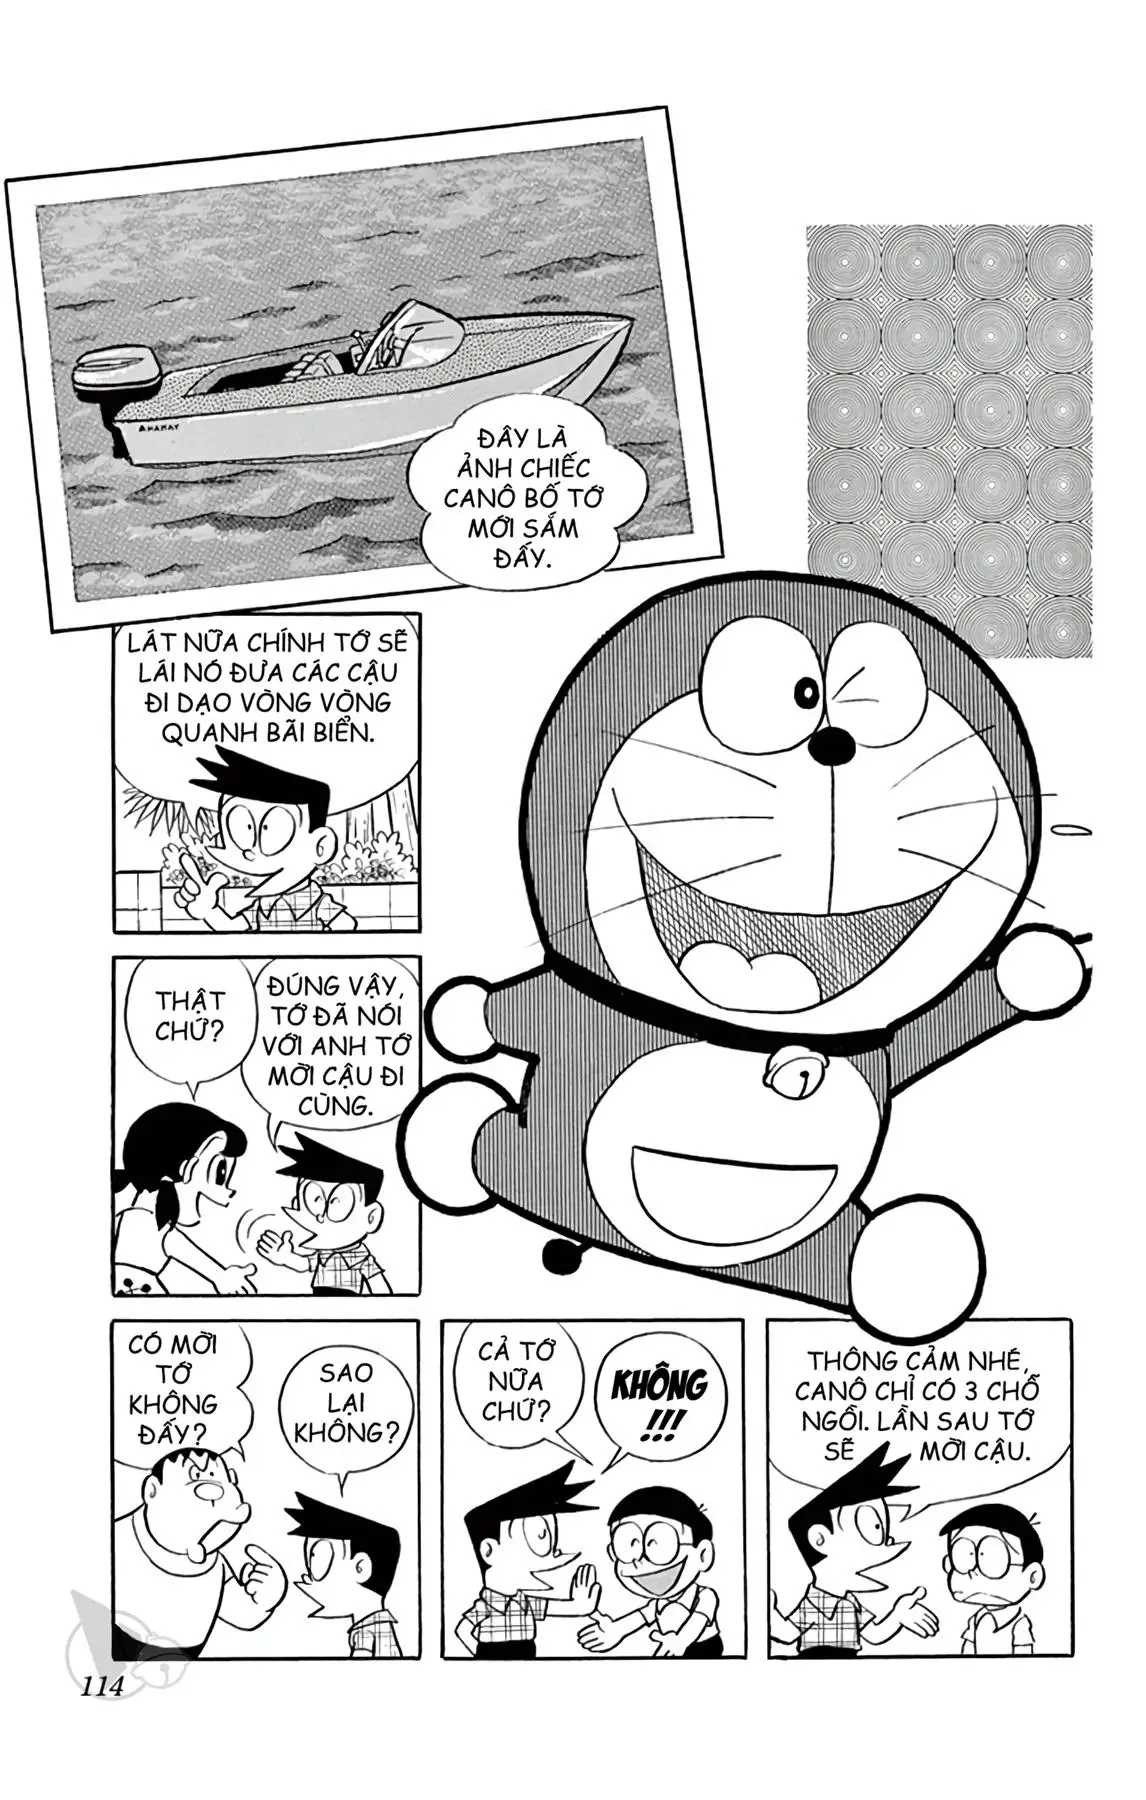 ĐÂY LÀ
ẢNH CHIẾC
CANÔ BỐ TỚ
MỚI SẮM
ĐẤY.
LÁT NỮA CHÍNH TỚ SẼ
LÁI NÓ ĐƯA CÁC CẬU
ĐI DẠO VÒNG VÒNG
QUANH BÃI BIỂN.
THẬT
CHỨ?
ĐÚNG VẬY,
TỚ ĐÃ NÓI
VỚI ANH TỚ
MỜI CẬU ĐI
CÙNG.
CÓ MỜI
TỚ
KHÔNG
ĐẤY?
SAO
LẠI
KHÔNG?
CẢ TỚ
NỮA
CHỨ?
KHÔNG
!!!
THÔNG CẢM NHÉ,
CANÔ CHỈ CÓ 3 CHỖ
NGỒI. LẦN SAU TỚ
SẼ MỜI CẬU.
114